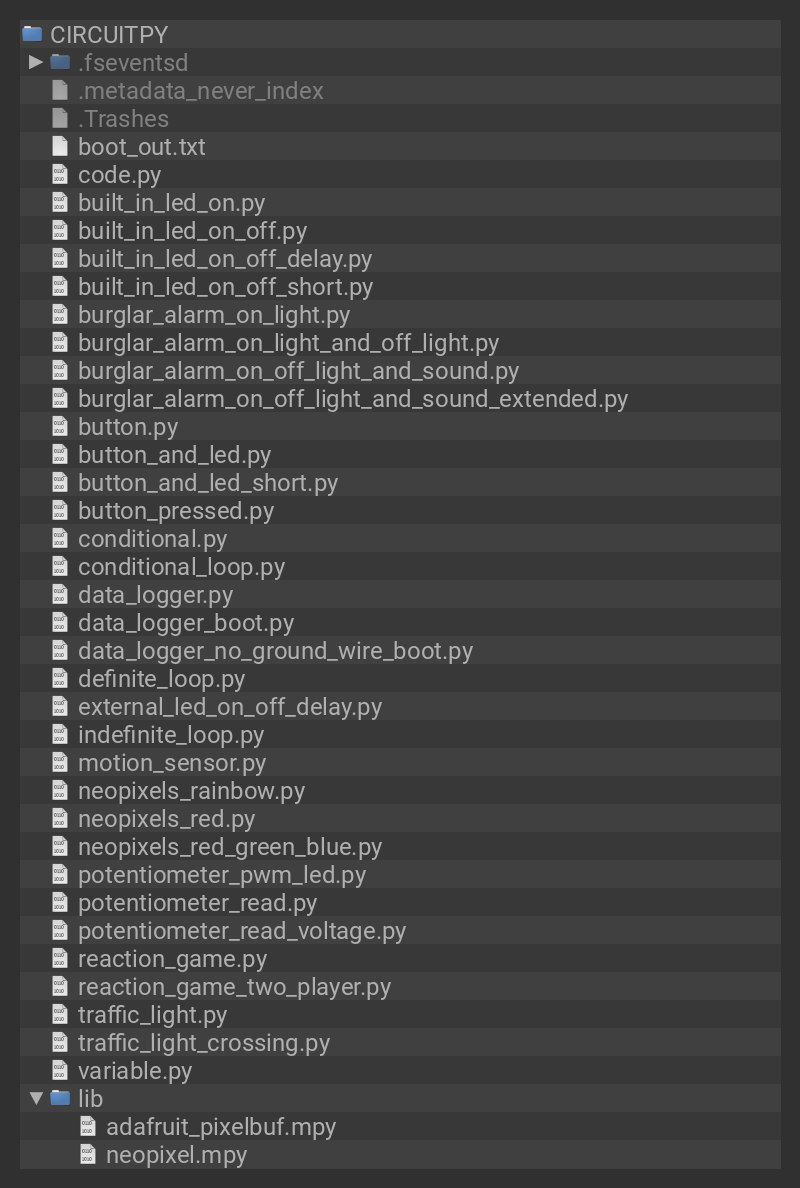 CIRCUITPY
.fseventsd
.metadata_never_index
.Trashes
boot_out.txt
code.py
built_in_led_on.py
built_in_led_on_off.py
built_in_led_on_off_delay.py
built_in_led_on_off_short.py
burglar_alarm_on_light.py
burglar_alarm_on_light_and_off_light.py
burglar_alarm_on_off_light_and_sound.py
burglar_alarm_on_off_light_and_sound_extended.py
button.py
button_and_led.py
button_and_led_short.py
button_pressed.py
conditional.py
conditional_loop.py
data_logger.py
data_logger_boot.py
data_logger_no_ground_wire_boot.py
definite_loop.py
external_led_on_off_delay.py
indefinite_loop.py
motion_sensor.py
neopixels_rainbow.py
neopixels_red.py
neopixels_red_green_blue.py
potentiometer_pwm_led.py
potentiometer_read.py
potentiometer_read_voltage.py
reaction_game.py
reaction_game_two_player.py
traffic_light.py
traffic_light_crossing.py
variable.py
lib
adafruit_pixelbuf.mpy
neopixel.mpy